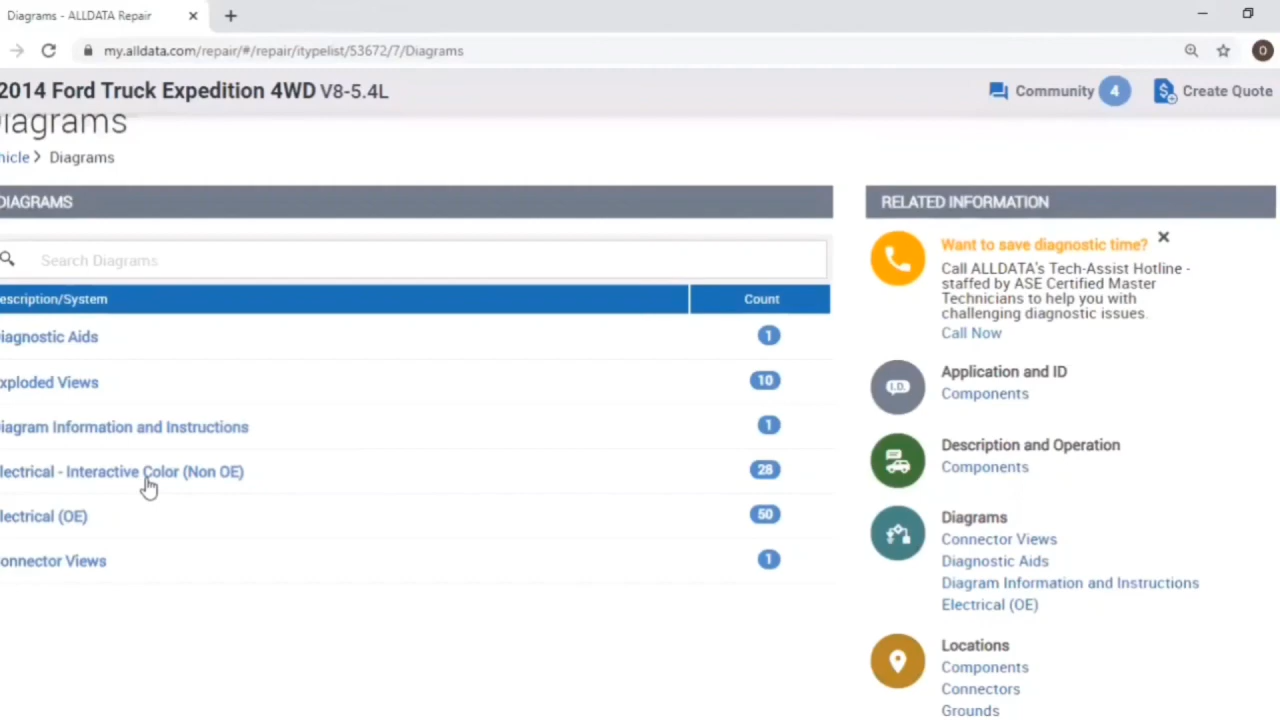 Diagrams - ALLDATA Repair
my.alldata.com/repair/#/repair/itypelist/53672/7/Diagrams
O
2014 Ford Truck Expedition 4WD V8-5.4L
Community 4
Create Quote
iagrams
nicle > Diagrams
DIAGRAMS
Search Diagrams
escription/System
Count
iagnostic Aids
1
xploded Views
10
iagram Information and Instructions
1
lectrical - Interactive Color (Non OE)
28
lectrical (OE)
50
onnector Views
1
RELATED INFORMATION
Want to save diagnostic time?
Call ALLDATA's Tech-Assist Hotline -
staffed by ASE Certified Master
Technicians to help you with
challenging diagnostic issues.
Call Now
I.D.
Application and ID
Components
Description and Operation
Components
Diagrams
Connector Views
Diagnostic Aids
Diagram Information and Instructions
Electrical (OE)
Locations
Components
Connectors
Grounds